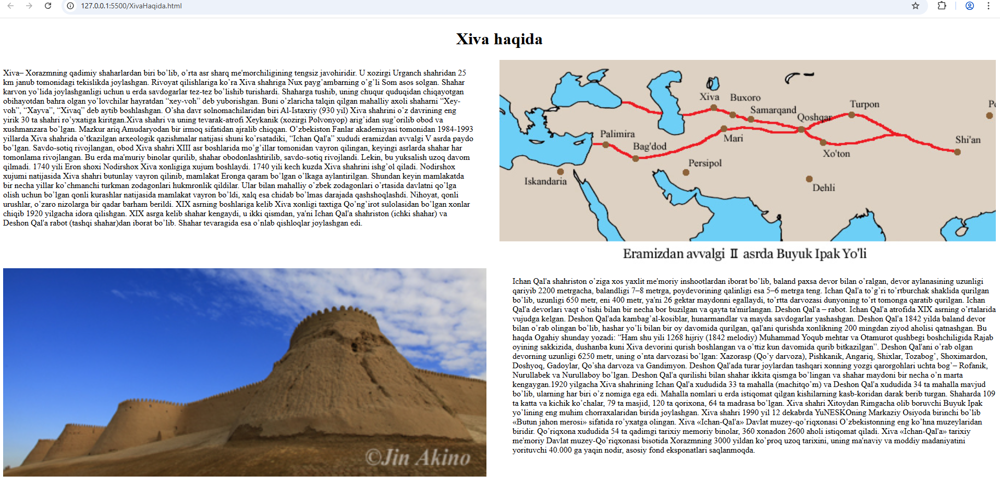 127.0.0.1:5500/XivaHaqida.html
Xiva haqida
Xiva– Xorazmning qadimiy shaharlardan biri bo’lib, o’rta asr sharq me'morchiligining tengsiz javohiridir. U xozirgi Urganch shahridan 25
km janub tomonidagi tekislikda joylashgan. Rivoyat qilishlariga ko’ra Xiva shahriga Nux payg’ambarning o’g’li Som asos solgan. Shahar
karvon yo’lida joylashganligi uchun u erda savdogarlar tez-tez bo’lishib turishardi. Shaharga tushib, uning chuqur quduqidan chiqayotgan
obihayotdan bahra olgan yo’lovchilar hayratdan “xey-voh” deb yuborishgan. Buni o’zlaricha talqin qilgan mahalliy axoli shaharni “Xey-
voh”, “Xayva”, “Xivaq” deb aytib boshlashgan. O’sha davr solnomachilaridan biri Al-Istaxriy (930 yil) Xiva shahrini o’z davrining eng
yirik 30 ta shahri ro’yxatiga kiritgan.Xiva shahri va uning tevarak-atrofi Xeykanik (xozirgi Polvonyop) arig’idan sug’orilib obod va
xushmanzara bo’lgan. Mazkur ariq Amudaryodan bir irmoq sifatidan ajralib chiqqan. O’zbekiston Fanlar akademiyasi tomonidan 1984-1993
yillarda Xiva shahrida o’tkazilgan arxeologik qazishmalar natijasi shuni ko’rsatadiki, “Ichan Qal'a” xududi eramizdan avvalgi V asrda paydo
bo’lgan. Savdo-sotiq rivojlangan, obod Xiva shahri XIII asr boshlarida mo’g’illar tomonidan vayron qilingan, keyingi asrlarda shahar har
tomonlama rivojlangan. Bu erda ma'muriy binolar qurilib, shahar obodonlashtirilib, savdo-sotiq rivojlandi. Lekin, bu yuksalish uzoq davom
qilmadi. 1740 yili Eron shoxi Nodirshox Xiva xonligiga xujum boshlaydi. 1740 yili kech kuzda Xiva shahrini ishg’ol qiladi. Nodirshox
xujumi natijasida Xiva shahri butunlay vayron qilinib, mamlakat Eronga qaram bo’lgan o’lkaga aylantirilgan. Shundan keyin mamlakatda
bir necha yillar ko’chmanchi turkman zodagonlari hukmronlik qildilar. Ular bilan mahalliy o’zbek zodagonlari o’rtasida davlatni qo’lga
olish uchun bo’lgan qonli kurashlar natijasida mamlakat vayron bo’ldi, xalq esa chidab bo’lmas darajada qashshoqlashdi. Nihoyat, qonli
urushlar, o’zaro nizolarga bir qadar barham berildi. XIX asrning boshlariga kelib Xiva xonligi taxtiga Qo’ng’irot sulolasidan bo’lgan xonlar
chiqib 1920 yilgacha idora qilishgan. XIX asrga kelib shahar kengaydi, u ikki qismdan, ya'ni Ichan Qal'a shahriston (ichki shahar) va
Deshon Qal'a rabot (tashqi shahar)dan iborat bo’lib. Shahar tevaragida esa o’nlab qishloqlar joylashgan edi.
Xiva
Buxoro
Samarqand
Qoshqar
Turpon
Pe
Palimira
Bag'dod
Mari
Xo'ton
Shi'an
Persipol
Iskandaria
Dehli
Eramizdan avvalgi II asrda Buyuk Ipak Yo'li
©Jin Akino
Ichan Qal'a shahriston o’ziga xos yaxlit me'moriy inshootlardan iborat bo’lib, baland paxsa devor bilan o’ralgan, devor aylanasining uzunligi
qariyib 2200 metrgacha, balandligi 7–8 metrga, poydevorining qalinligi esa 5–6 metrga teng. Ichan Qal'a to’g’ri to’rtburchak shaklida qurilgan
bo’lib, uzunligi 650 metr, eni 400 metr, ya'ni 26 gektar maydonni egallaydi, to’rtta darvozasi dunyoning to’rt tomonga qaratib qurilgan. Ichan
Qal'a devorlari vaqt o’tishi bilan bir necha bor buzilgan va qayta ta'mirlangan. Deshon Qal'a – rabot. Ichan Qal'a atrofida XIX asrning o’rtalarida
vujudga kelgan. Deshon Qal'ada kambag’al-kosiblar, hunarmandlar va mayda savdogarlar yashashgan. Deshon Qal'a 1842 yilda baland devor
bilan o’rab olingan bo’lib, hashar yo’li bilan bir oy davomida qurilgan, qal'ani qurishda xonlikning 200 mingdan ziyod aholisi qatnashgan. Bu
haqda Ogahiy shunday yozadi: “Ham shu yili 1268 hijriy (1842 melodiy) Muhammad Yoqub mehtar va Otamurot qushbegi boshchiligida Rajab
oyining sakkizida, dushanba kuni Xiva devorini qurish boshlangan va o’ttiz kun davomida qurib bitkazilgan”. Deshon Qal'ani o’rab olgan
devorning uzunligi 6250 metr, uning o’nta darvozasi bo’lgan: Xazorasp (Qo’y darvoza), Pishkanik, Angariq, Shixlar, Tozabog’, Shoximardon,
Doshyoq, Gadoylar, Qo’sha darvoza va Gandimyon. Deshon Qal'ada turar joylardan tashqari xonning yozgi qarorgohlari uchta bog’– Rofanik,
Nurullabek va Nurullaboy bo’lgan. Deshon Qal'a qurilishi bilan shahar ikkita qismga bo’lingan va shahar maydoni bir necha o’n marta
kengaygan.1920 yilgacha Xiva shahrining Ichan Qal'a xududida 33 ta mahalla (machitqo’m) va Deshon Qal'a xududida 34 ta mahalla mavjud
bo’lib, ularning har biri o’z nomiga ega edi. Mahalla nomlari u erda istiqomat qilgan kishilarning kasb-koridan darak berib turgan. Shaharda 109
ta katta va kichik ko’chalar, 79 ta masjid, 120 ta qorixona, 64 ta madrasa bo’lgan. Xiva shahri Xitoydan Rimgacha olib boruvchi Buyuk Ipak
yo’lining eng muhim chorraxalaridan birida joylashgan. Xiva shahri 1990 yil 12 dekabrda YuNESKOning Markaziy Osiyoda birinchi bo’lib
«Butun jahon merosi» sifatida ro’yxatga olingan. Xiva «Ichan-Qal'a» Davlat muzey-qo’riqxonasi O’zbekistonning eng ko’hna muzeylaridan
biridir. Qo’riqxona xududida 54 ta qadimgi tarixiy memoriy binolar, 360 xonadon 2600 aholi istiqomat qiladi. Xiva «Ichan-Qal'a» tarixiy
me'moriy Davlat muzey-Qo’riqxonasi bisotida Xorazmning 3000 yildan ko’proq uzoq tarixini, uning ma'naviy va moddiy madaniyatini
yorituvchi 40.000 ga yaqin nodir, asosiy fond eksponatlari saqlanmoqda.